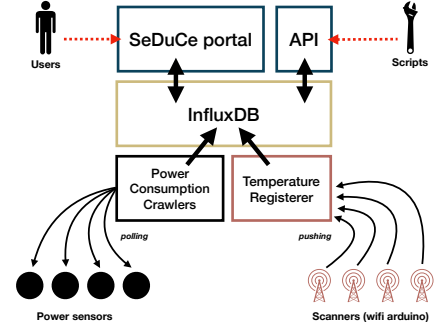 SeDuCe portal
API
Users
Scripts
InfluxDB
Power
Consumption
Crawlers
Temperature
Registerer
polling
pushing
Power sensors
Scanners (wifi arduino)